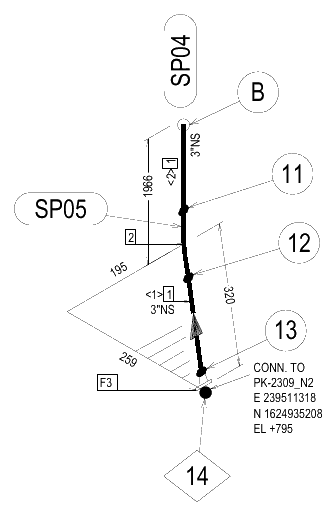 SP04
B
3"NS
<2> 1
1966
11
SP05
2
12
195
<1> 1
3"NS
320
13
259
F3
CONN. TO
PK-2309_N2
E 239511318
N 1624935208
EL +795
14